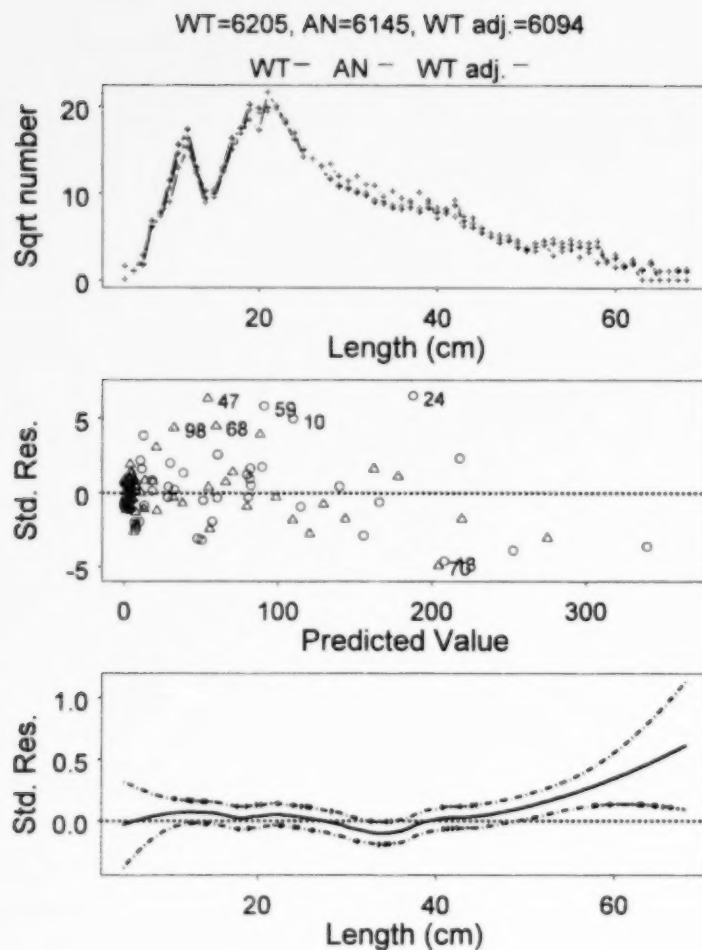 WT=6205, AN=6145, WT adj.=6094
WT — AN — WT adj. —
Sqrt number
20
10
0
20 40 60
Length (cm)
Std. Res.
5
0
-5
47 59 24
98 68 10
70 18
0 100 200 300
Predicted Value
Std. Res.
1.0
0.5
0.0
20 40 60
Length (cm)